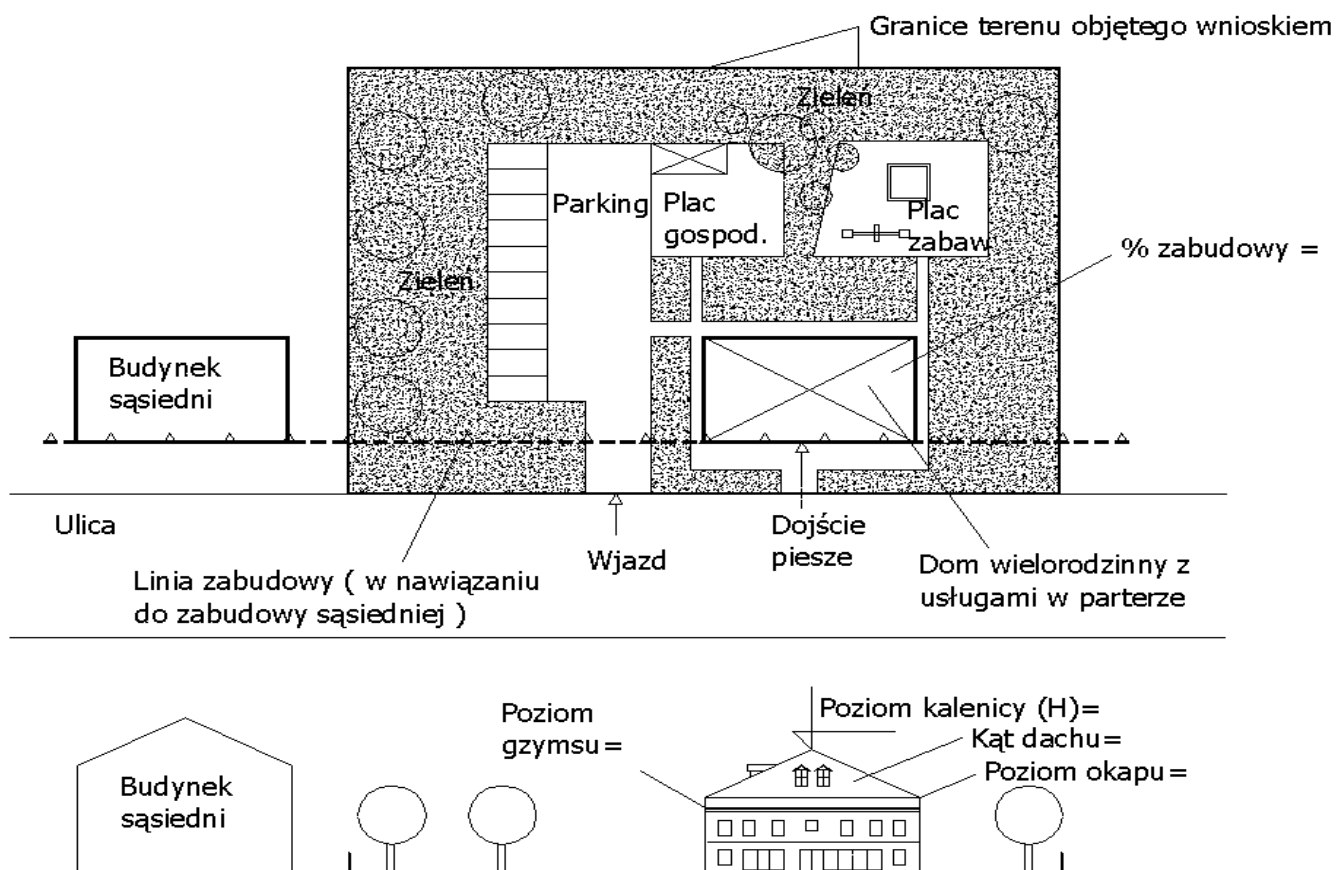 Granice terenu objętego wnioskiem
Zieleń
Parking
Plac
gospod.
Plac
zabaw
% zabudowy =
Zieleń
Budynek
sąsiedni
Ulica
Wjazd
Dojście
piesze
Linia zabudowy ( w nawiązaniu
do zabudowy sąsiedniej )
Dom wielorodzinny z
usługami w parterze
Poziom
gzymsu=
Poziom kalenicy (H)=
Kąt dachu=
Poziom okapu=
Budynek
sąsiedni